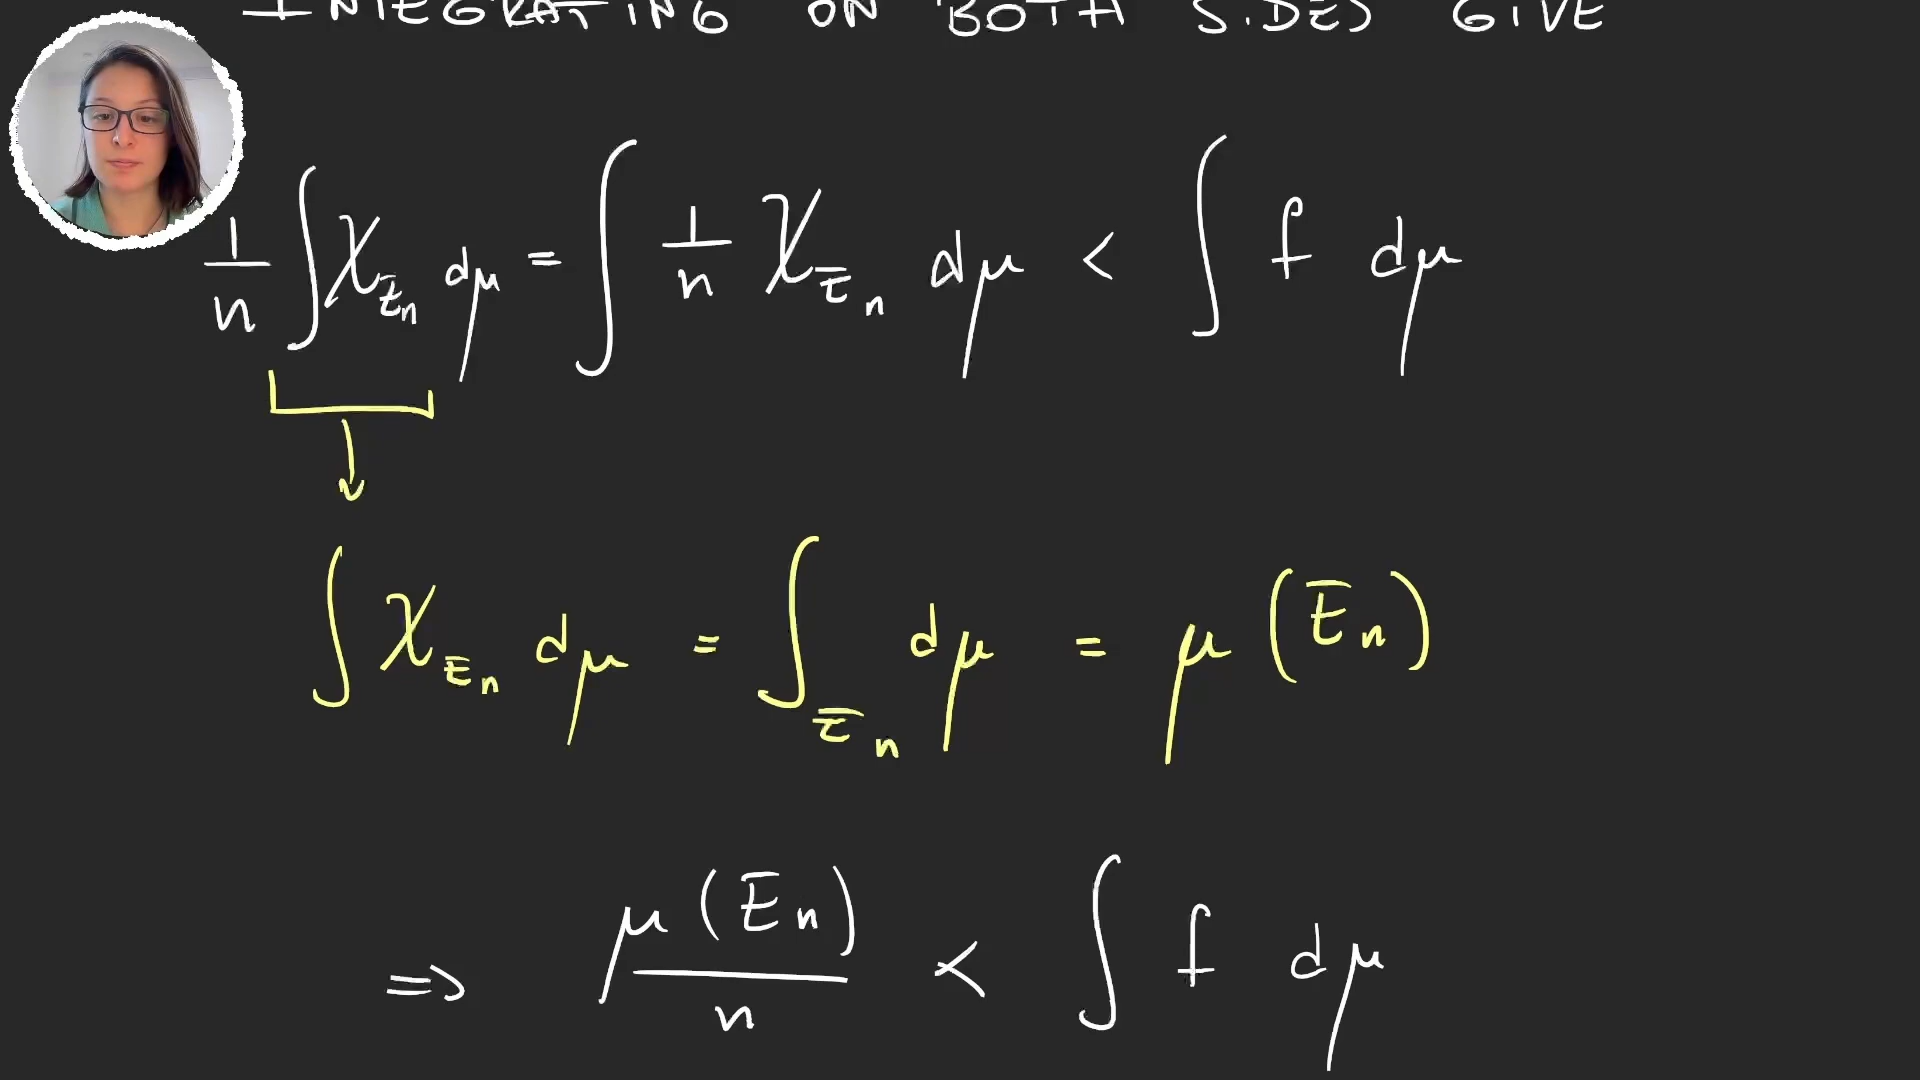 INTEGRATING ON BOTH SIDES GIVE
1/n ∫ χ_{E_n} dμ = ∫ 1/n χ_{E_n} dμ < ∫ f dμ
↓
∫ χ_{E_n} dμ = ∫_{E_n} dμ = μ(E_n)
⇒ μ(E_n)/n < ∫ f dμ